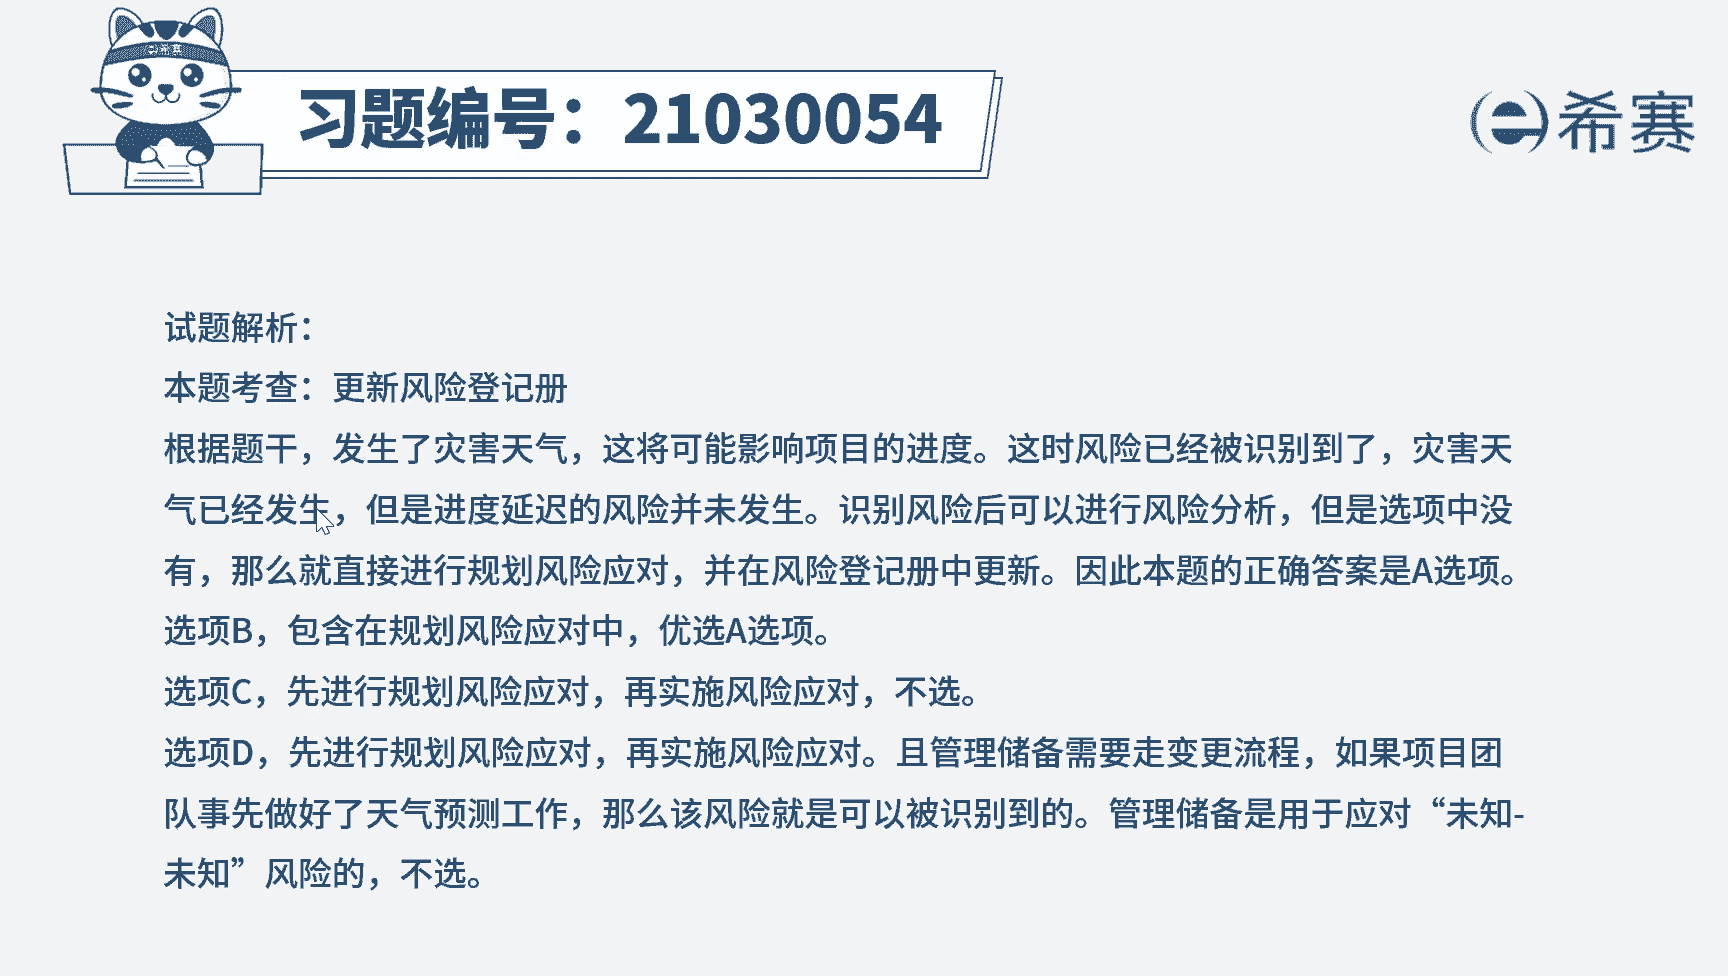 希赛
习题编号：21030054
希赛
试题解析：
本题考查：更新风险登记册
根据题干，发生了灾害天气，这将可能影响项目的进度。这时风险已经被识别到了，灾害天
气已经发生，但是进度延迟的风险并未发生。识别风险后可以进行风险分析，但是选项中没
有，那么就直接进行规划风险应对，并在风险登记册中更新。因此本题的正确答案是A选项。
选项B，包含在规划风险应对中，优选A选项。
选项C，先进行规划风险应对，再实施风险应对，不选。
选项D，先进行规划风险应对，再实施风险应对。且管理储备需要走变更流程，如果项目团
队事先做好了天气预测工作，那么该风险就是可以被识别到的。管理储备是用于应对“未知-
未知”风险的，不选。